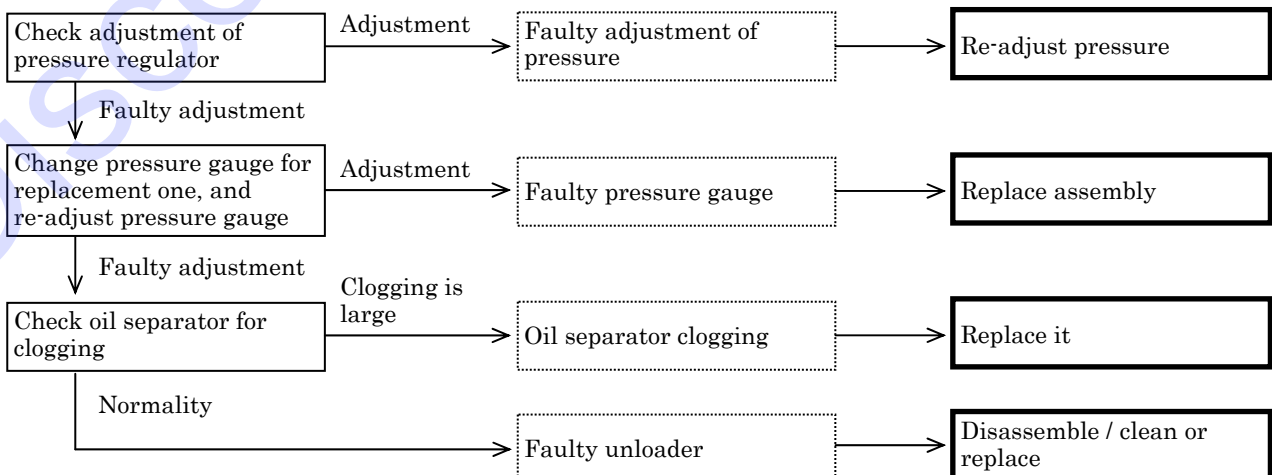 Check adjustment of
pressure regulator
Adjustment
Faulty adjustment of
pressure
Re-adjust pressure
Faulty adjustment
Change pressure gauge for
replacement one, and
re-adjust pressure gauge
Adjustment
Faulty pressure gauge
Replace assembly
Faulty adjustment
Check oil separator for
clogging
Clogging is
large
Oil separator clogging
Replace it
Normality
Faulty unloader
Disassemble / clean or
replace